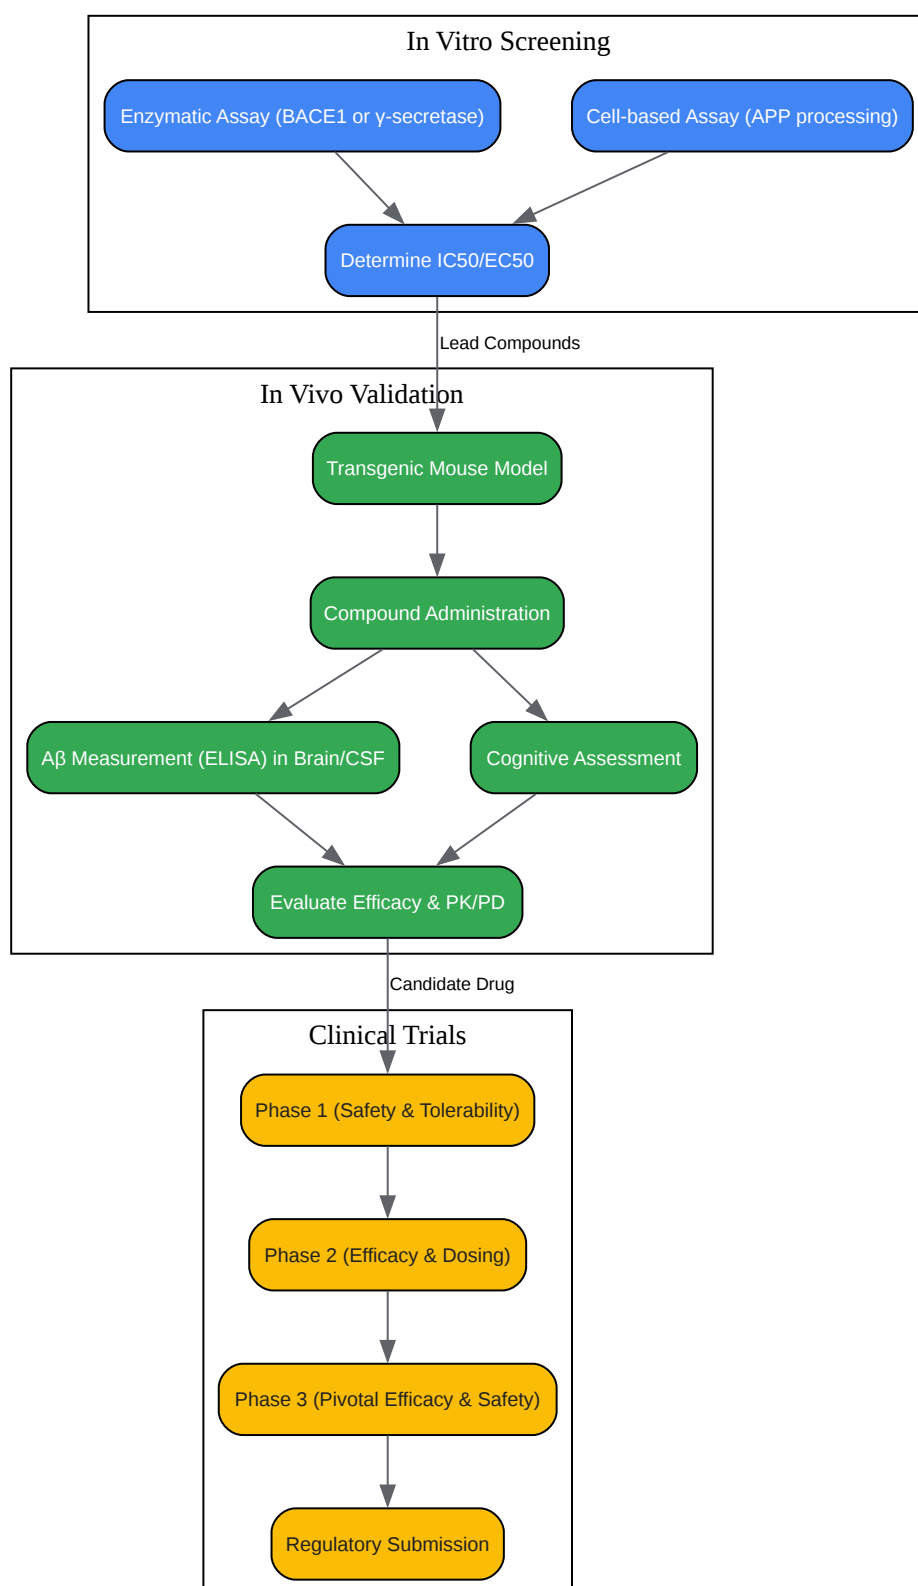 In Vitro Screening
Enzymatic Assay (BACE1 or γ-secretase)
Cell-based Assay (APP processing)
Determine IC50/EC50
Lead Compounds
In Vivo Validation
Transgenic Mouse Model
Compound Administration
Aβ Measurement (ELISA) in Brain/CSF
Cognitive Assessment
Evaluate Efficacy & PK/PD
Candidate Drug
Clinical Trials
Phase 1 (Safety & Tolerability)
Phase 2 (Efficacy & Dosing)
Phase 3 (Pivotal Efficacy & Safety)
Regulatory Submission